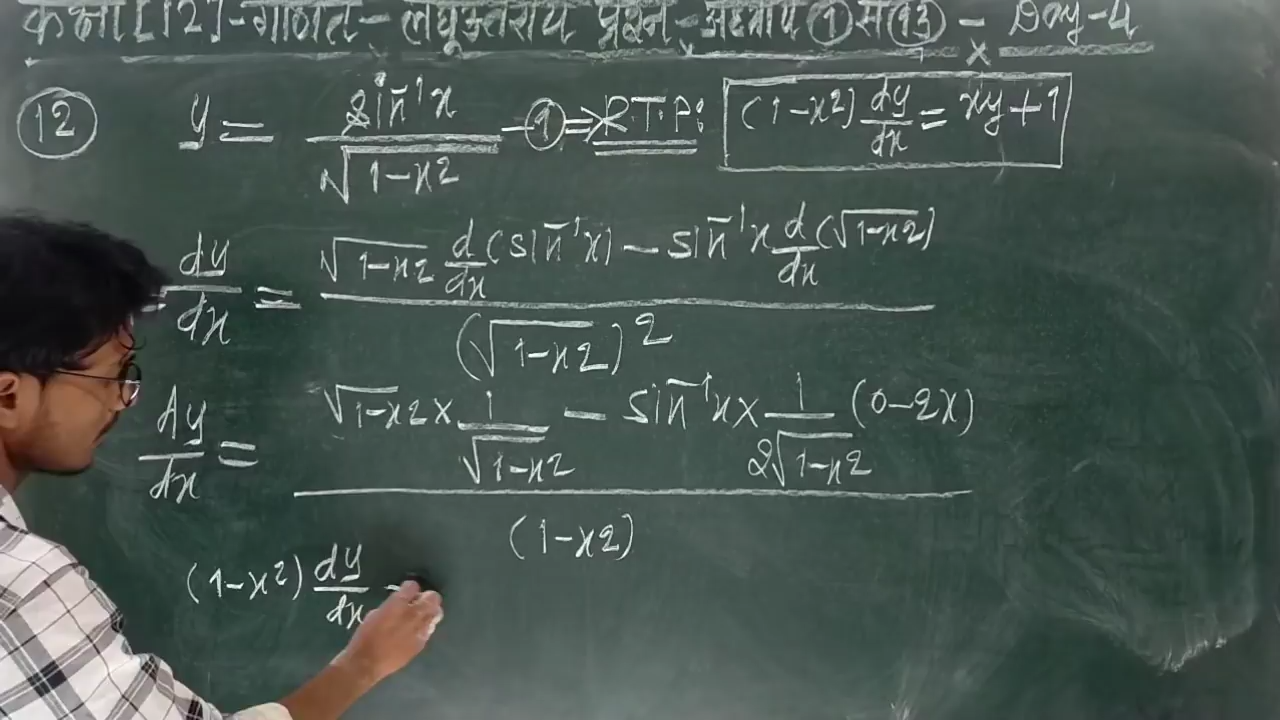 कक्षा [12]-गणित - लघुउत्तरीय प्रश्न - अध्याय ① से ⑬ - Day-4
⑫ y = sin⁻¹x / √(1-x²) - ① ⇒ R.T.P: (1-x²) dy/dx = xy+1
dy/dx = [√(1-x²) d/dx (sin⁻¹x) - sin⁻¹x d/dx (√(1-x²))] / (√(1-x²))²
dy/dx = [√(1-x²) × 1/√(1-x²) - sin⁻¹x × 1/(2√(1-x²)) (0-2x)] / (1-x²)
(1-x²) dy/dx =